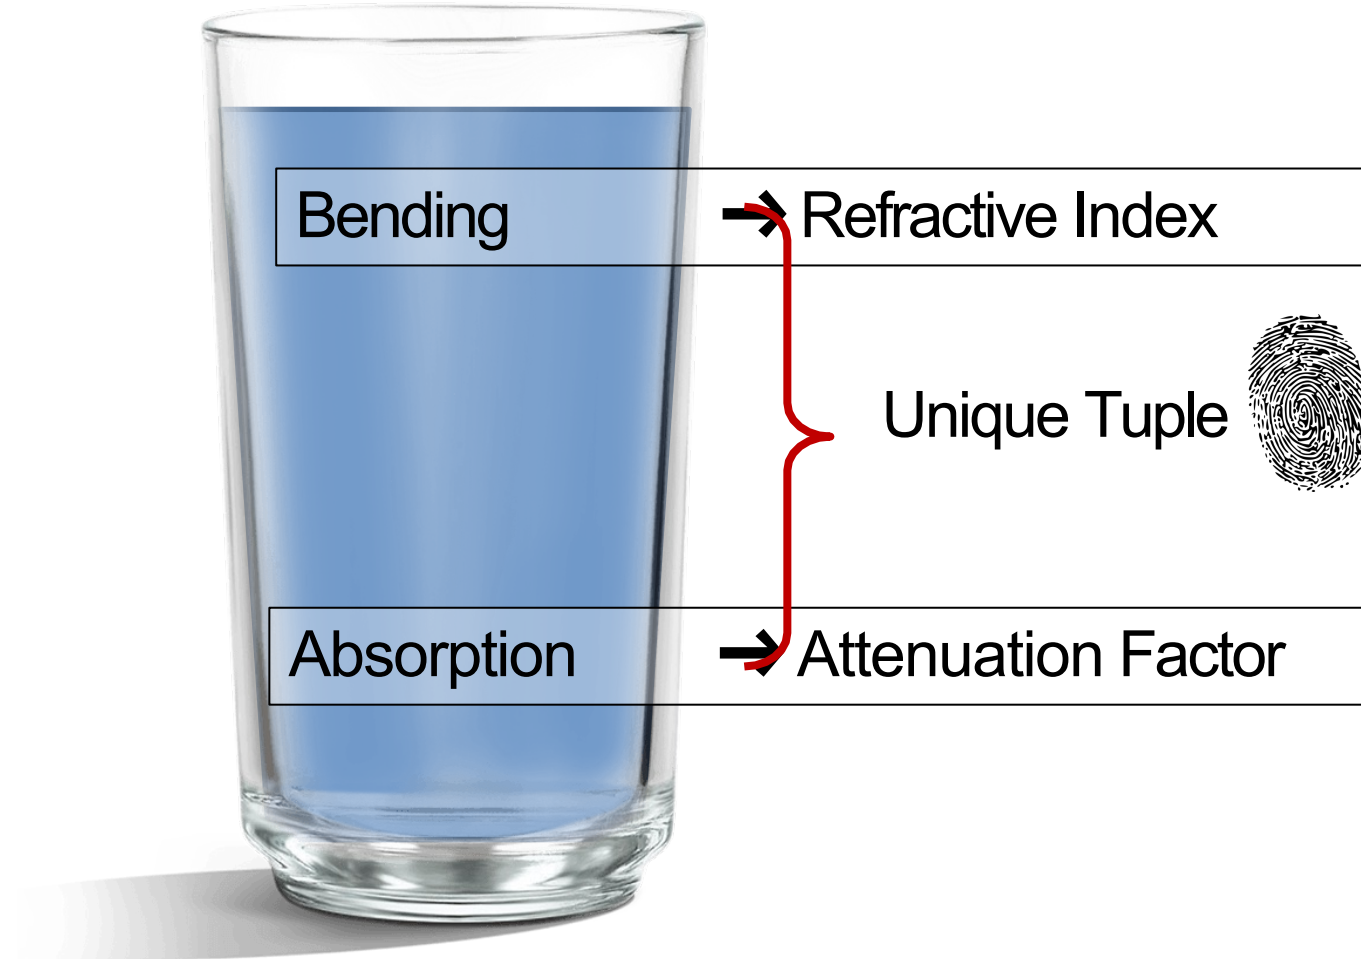 Bending → Refractive Index
Unique Tuple
Absorption → Attenuation Factor